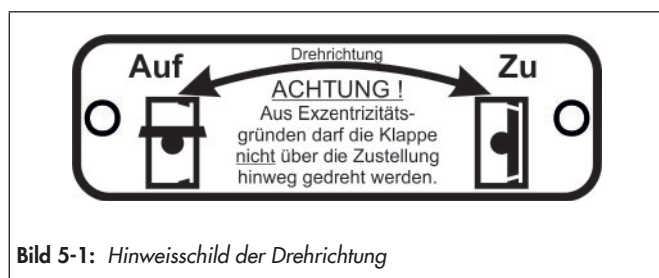 Drehrichtung
Auf
Zu
ACHTUNG !
Aus Exzentrizitäts-
gründen darf die Klappe
nicht über die Zustellung
hinweg gedreht werden.
Bild 5-1: Hinweisschild der Drehrichtung